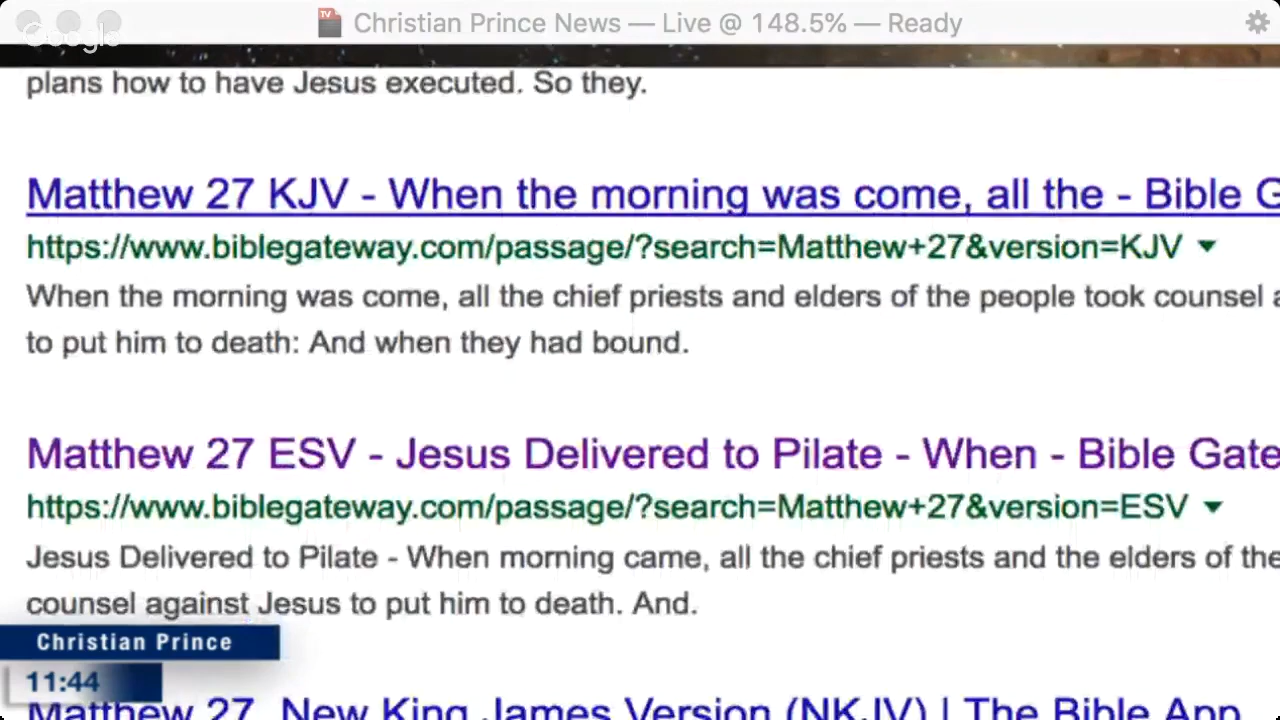 Christian Prince News — Live @ 148.5% — Ready
Google
plans how to have Jesus executed. So they.
Matthew 27 KJV - When the morning was come, all the - Bible G
https://www.biblegateway.com/passage/?search=Matthew+27&version=KJV
When the morning was come, all the chief priests and elders of the people took counsel a
to put him to death: And when they had bound.
Matthew 27 ESV - Jesus Delivered to Pilate - When - Bible Gate
https://www.biblegateway.com/passage/?search=Matthew+27&version=ESV
Jesus Delivered to Pilate - When morning came, all the chief priests and the elders of the
counsel against Jesus to put him to death. And.
Christian Prince
11:44
Matthew 27, New King James Version (NKJV) | The Bible App